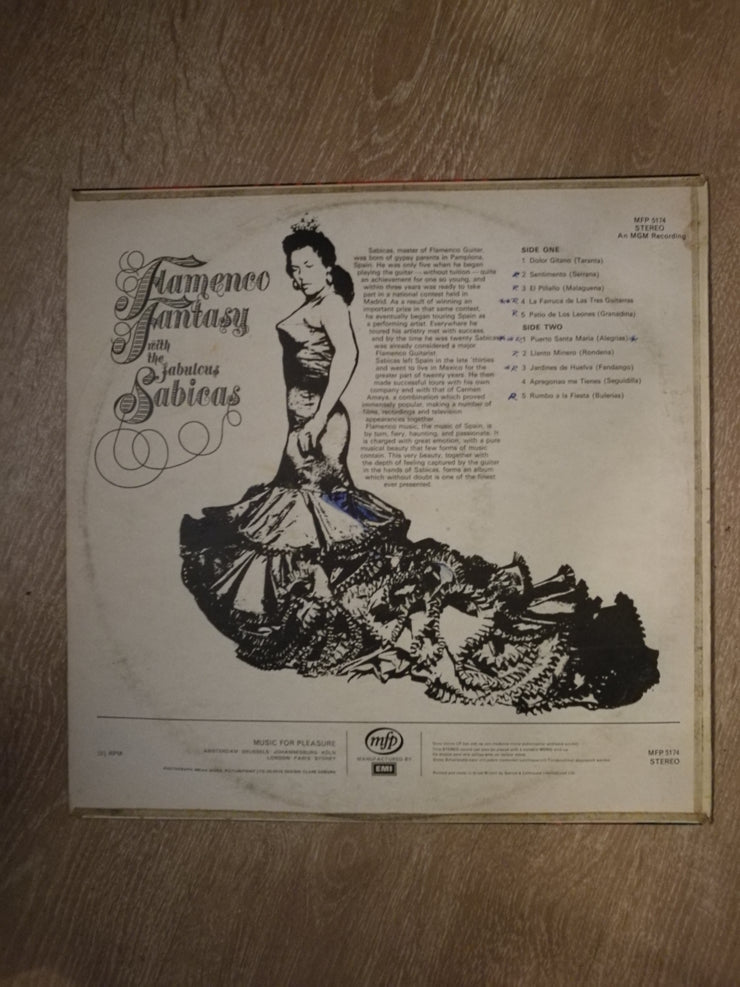 Flamenco
Fantasy
with
the
fabulous
Sabicas
Sabicas, master of Flamenco Guitar,
was born of gypsy parents in Pamplona,
Spain. He was only five when he began
playing the guitar — without tuition — quite
an achievement for one so young, and
within three years was ready to take
part in a national contest held in
Madrid. As a result of winning an
important prize in that same contest,
he eventually began touring Spain as
a performing artist. Everywhere he
toured his artistry met with success,
and by the time he was twenty Sabicas
was already considered a major
Flamenco Guitarist.
Sabicas left Spain in the late 'thirties
and went to live in Mexico for the
greater part of twenty years. He then
made successful tours with his own
company and with that of Carmen
Amaya, a combination which proved
immensely popular, making a number of
films, recordings and television
appearances together.
Flamenco music, the music of Spain, is
by turn, fiery, haunting, and passionate. It
is charged with great emotion, with a pure
musical beauty that few forms of music
contain. This very beauty, together with
the depth of feeling captured by the guitar
in the hands of Sabicas, forms an album
which without doubt is one of the finest
ever presented.
MFP 5174
STEREO
An MGM Recording
SIDE ONE
1 Dolor Gitano (Taranta)
R 2 Sentimento (Serrana)
R 3 El Piñello (Malaguena)
R 4 La Farruca de Las Tres Guitarras
R 5 Patio de Los Leones (Granadina)
SIDE TWO
1 Puerto Santa Maria (Alegrias)
R 2 Llanto Minero (Rondena)
R 3 Jardines de Huelva (Fandango)
4 Apregonao me Tienes (Seguidilla)
R 5 Rumbo a la Fiesta (Bulerias)
33⅓ RPM
MUSIC FOR PLEASURE
AMSTERDAM BRUSSELS JOHANNESBURG KÖLN
LONDON PARIS SYDNEY
mfp
MANUFACTURED BY
EMI
MFP 5174
STEREO